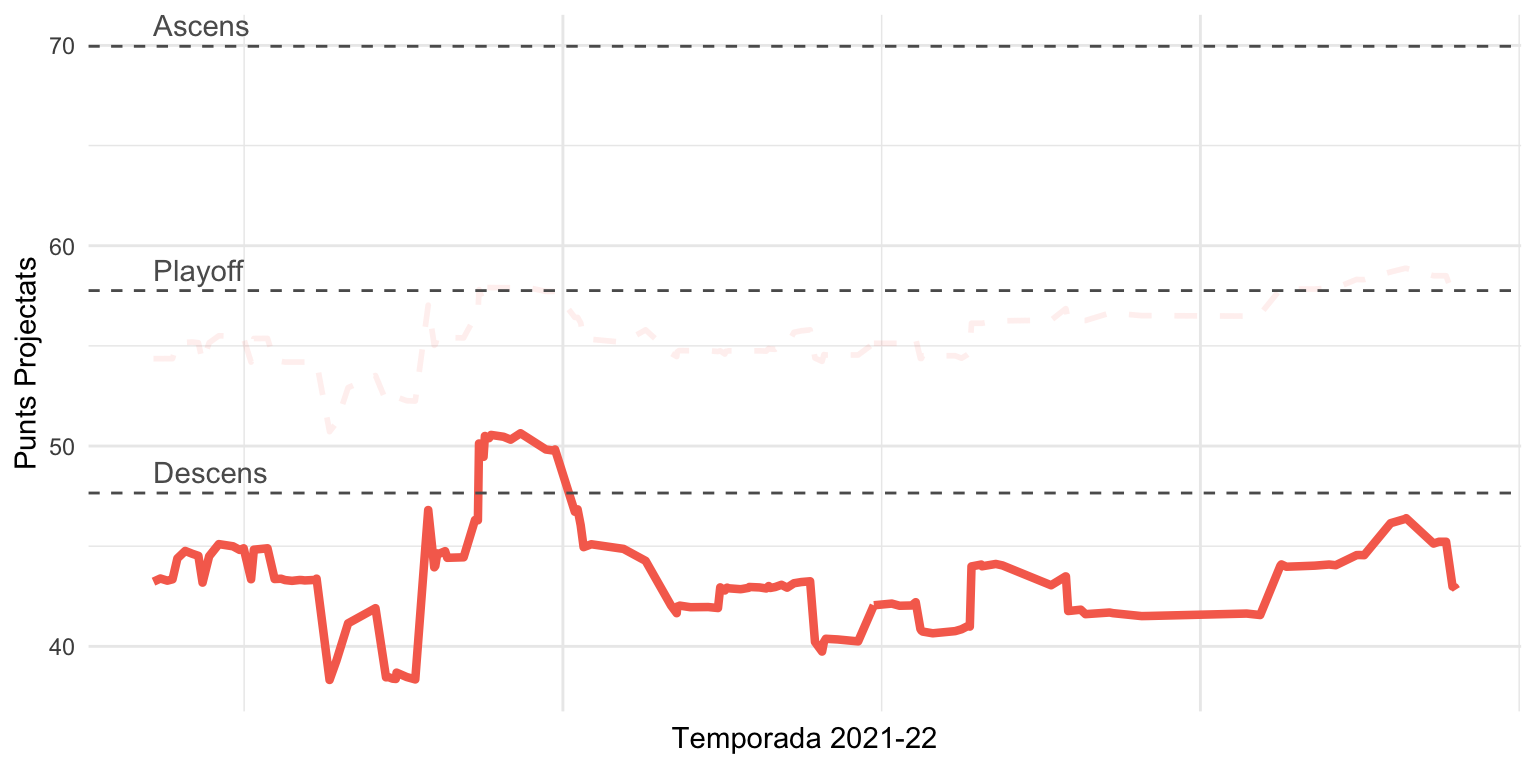 Ascens
70
60
Playoff
50
Descens
40
Punts Projectats
Temporada 2021-22